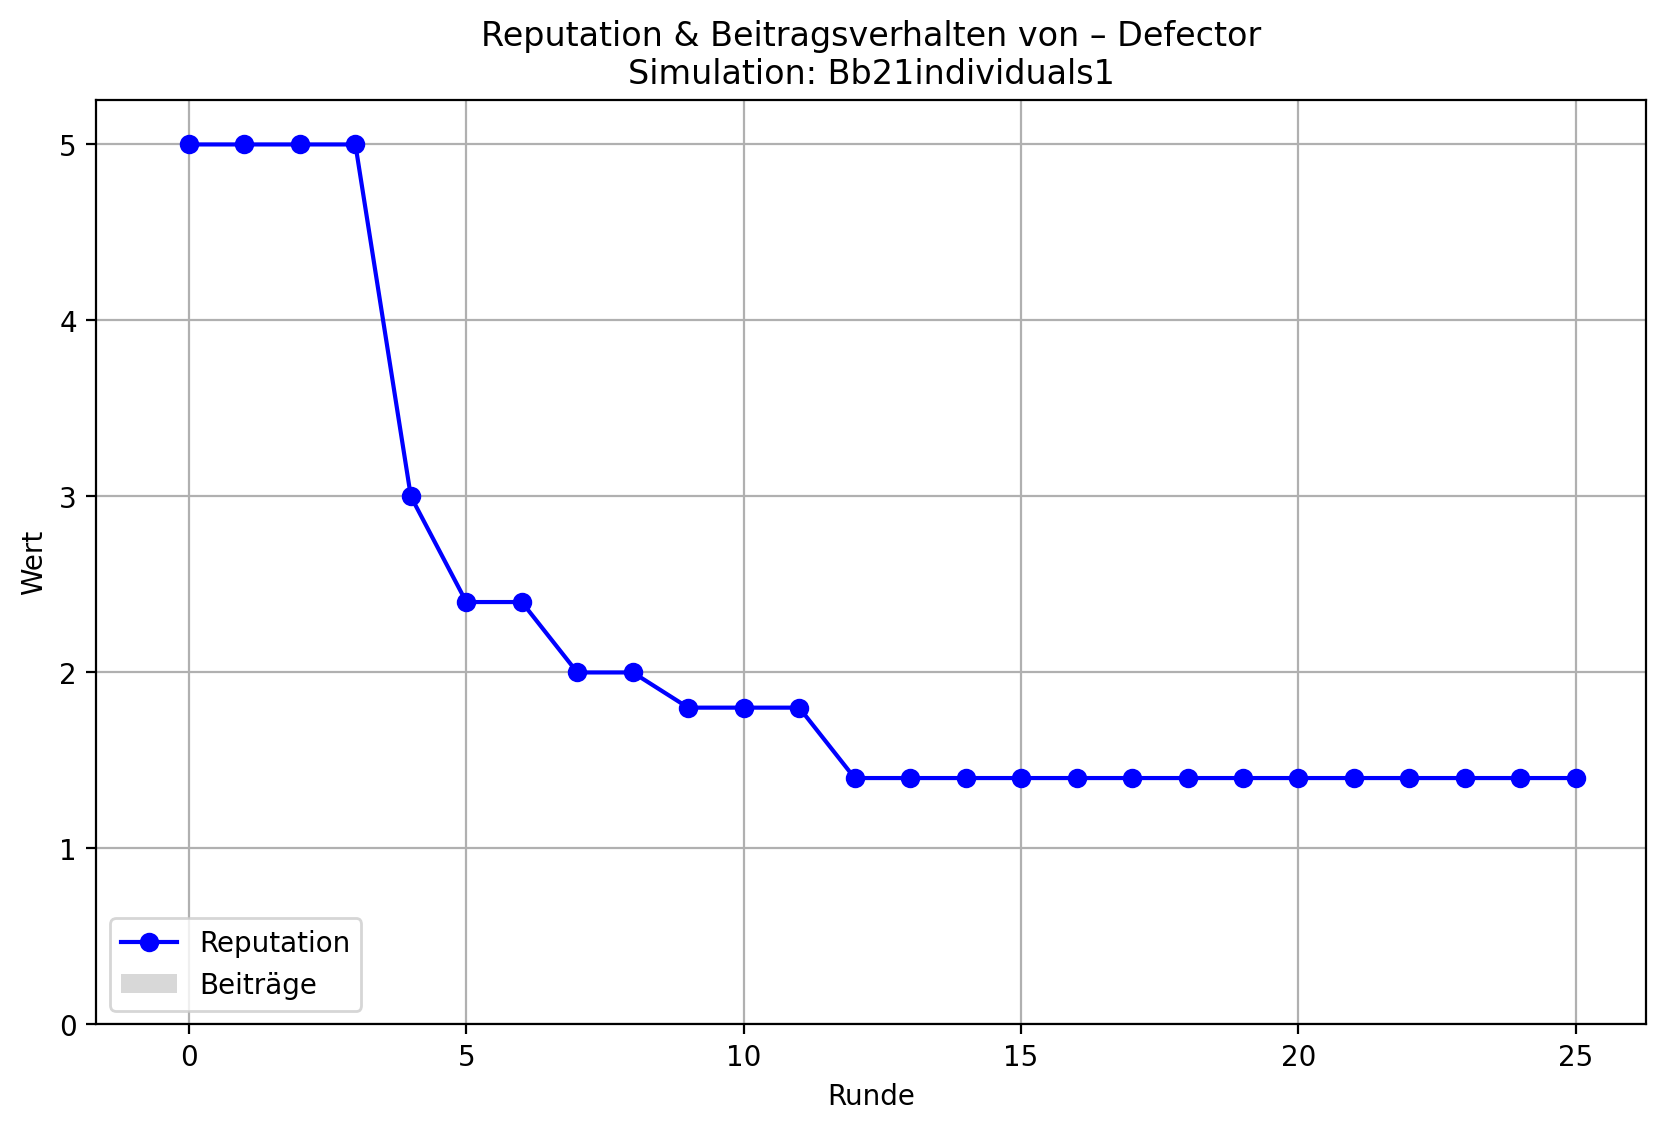 Reputation & Beitragsverhalten von – Defector
Simulation: Bb21individuals1
5
4
3
2
1
0
Wert
Reputation
Beiträge
0 5 10 15 20 25
Runde